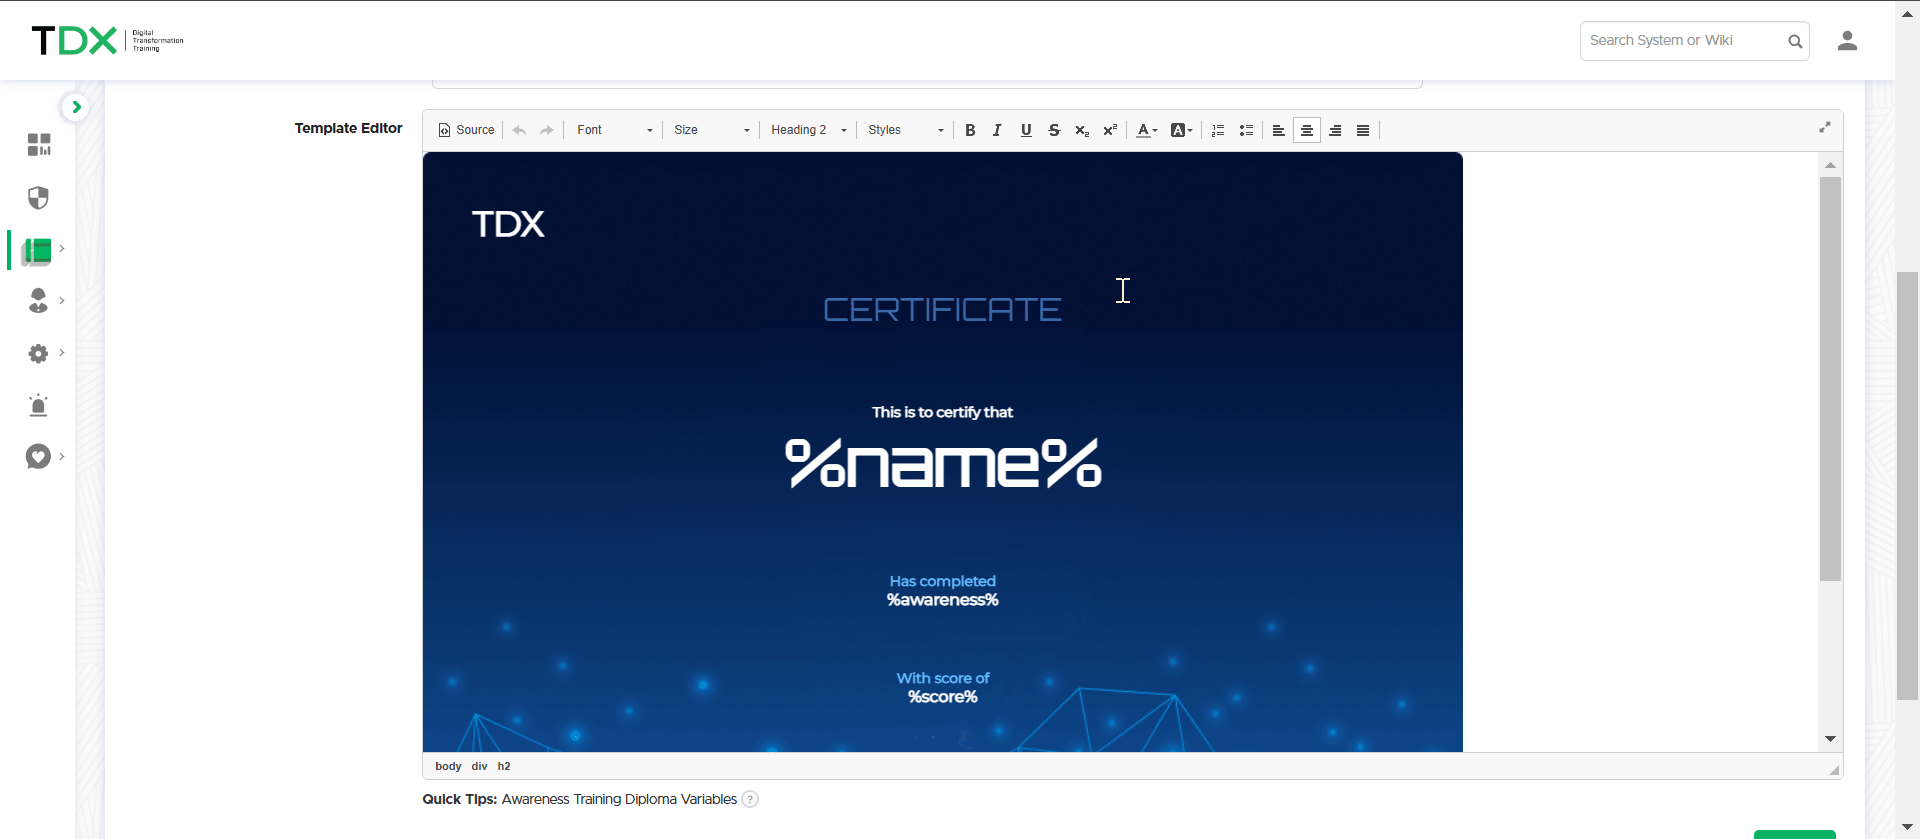 TDX
Digital
Transformation
Training
Search System or Wiki
Template Editor
Source
Font
Size
Heading 2
Styles
TDX
CERTIFICATE
This is to certify that
%name%
Has completed
%awareness%
With score of
%score%
body div h2
Quick Tips: Awareness Training Diploma Variables ?